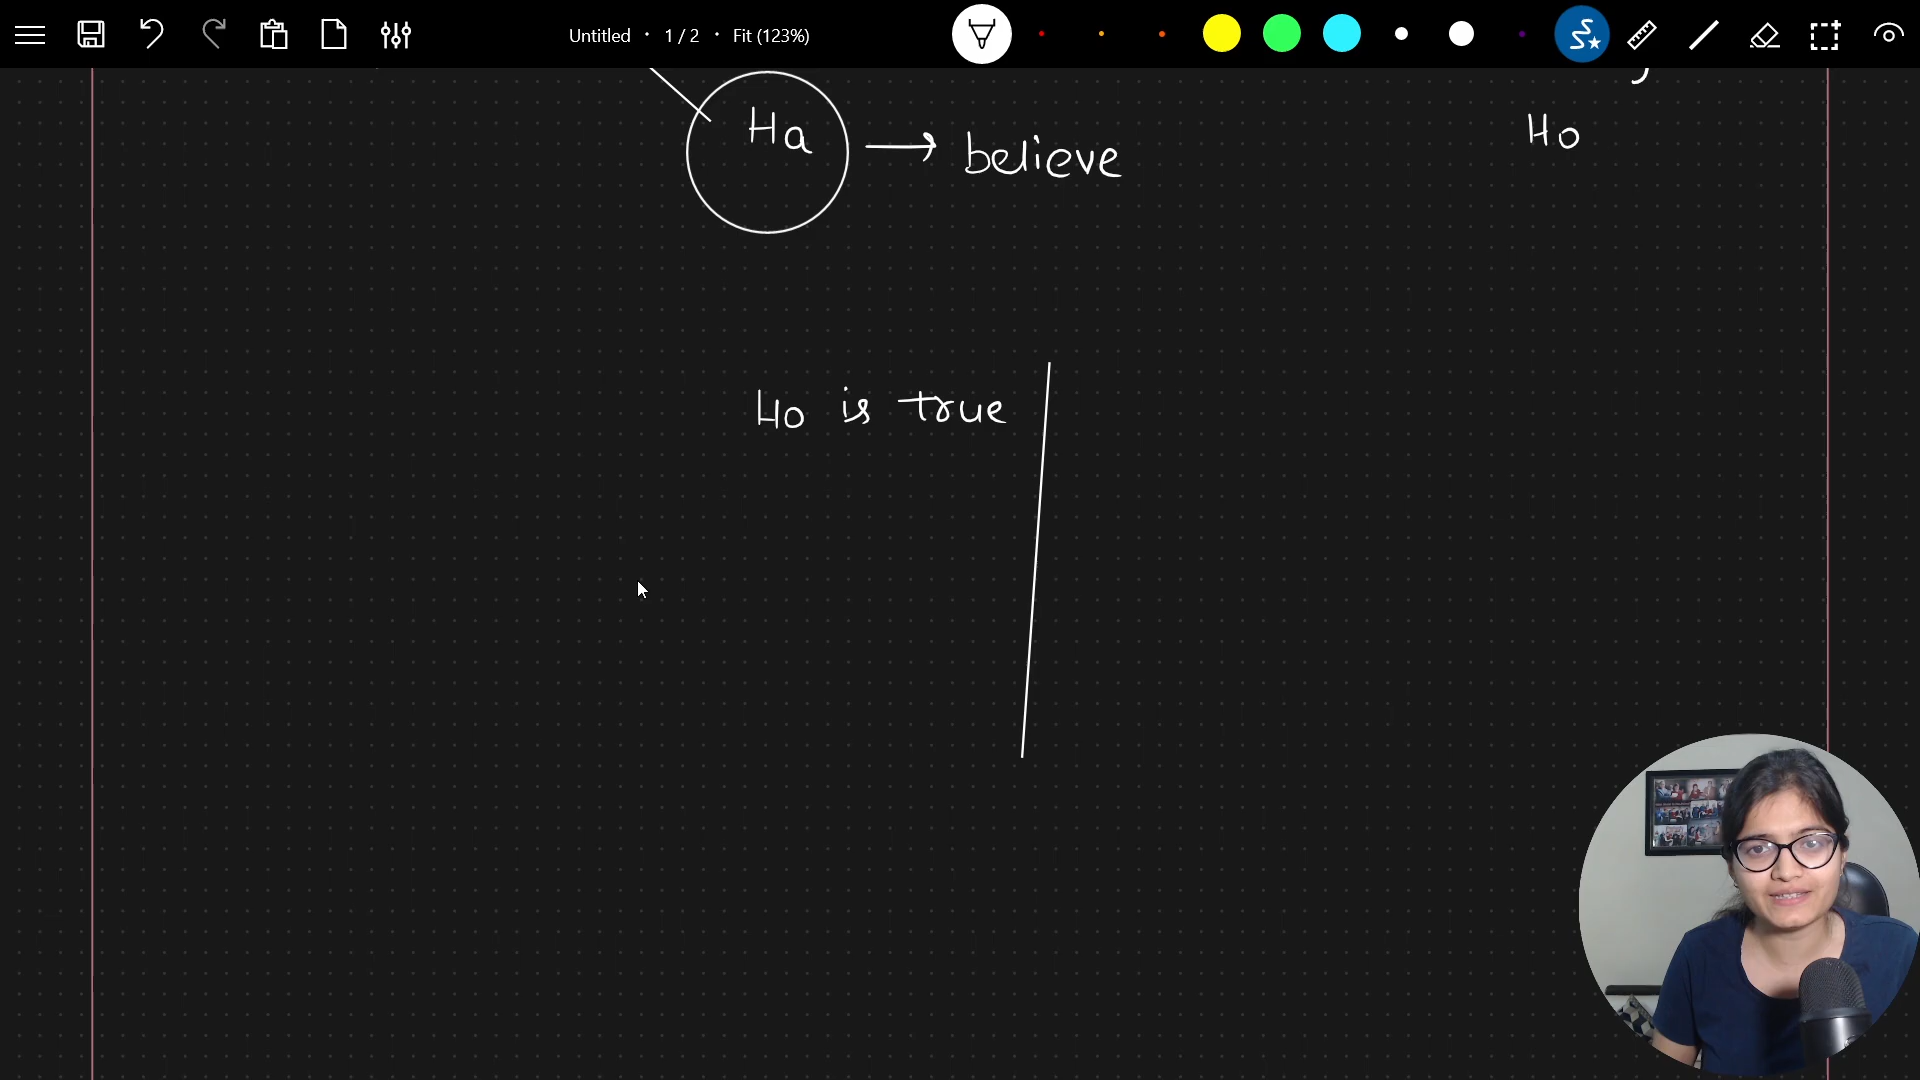 Untitled • 1 / 2 • Fit (123%)
Ha → believe
Ho
Ho is true